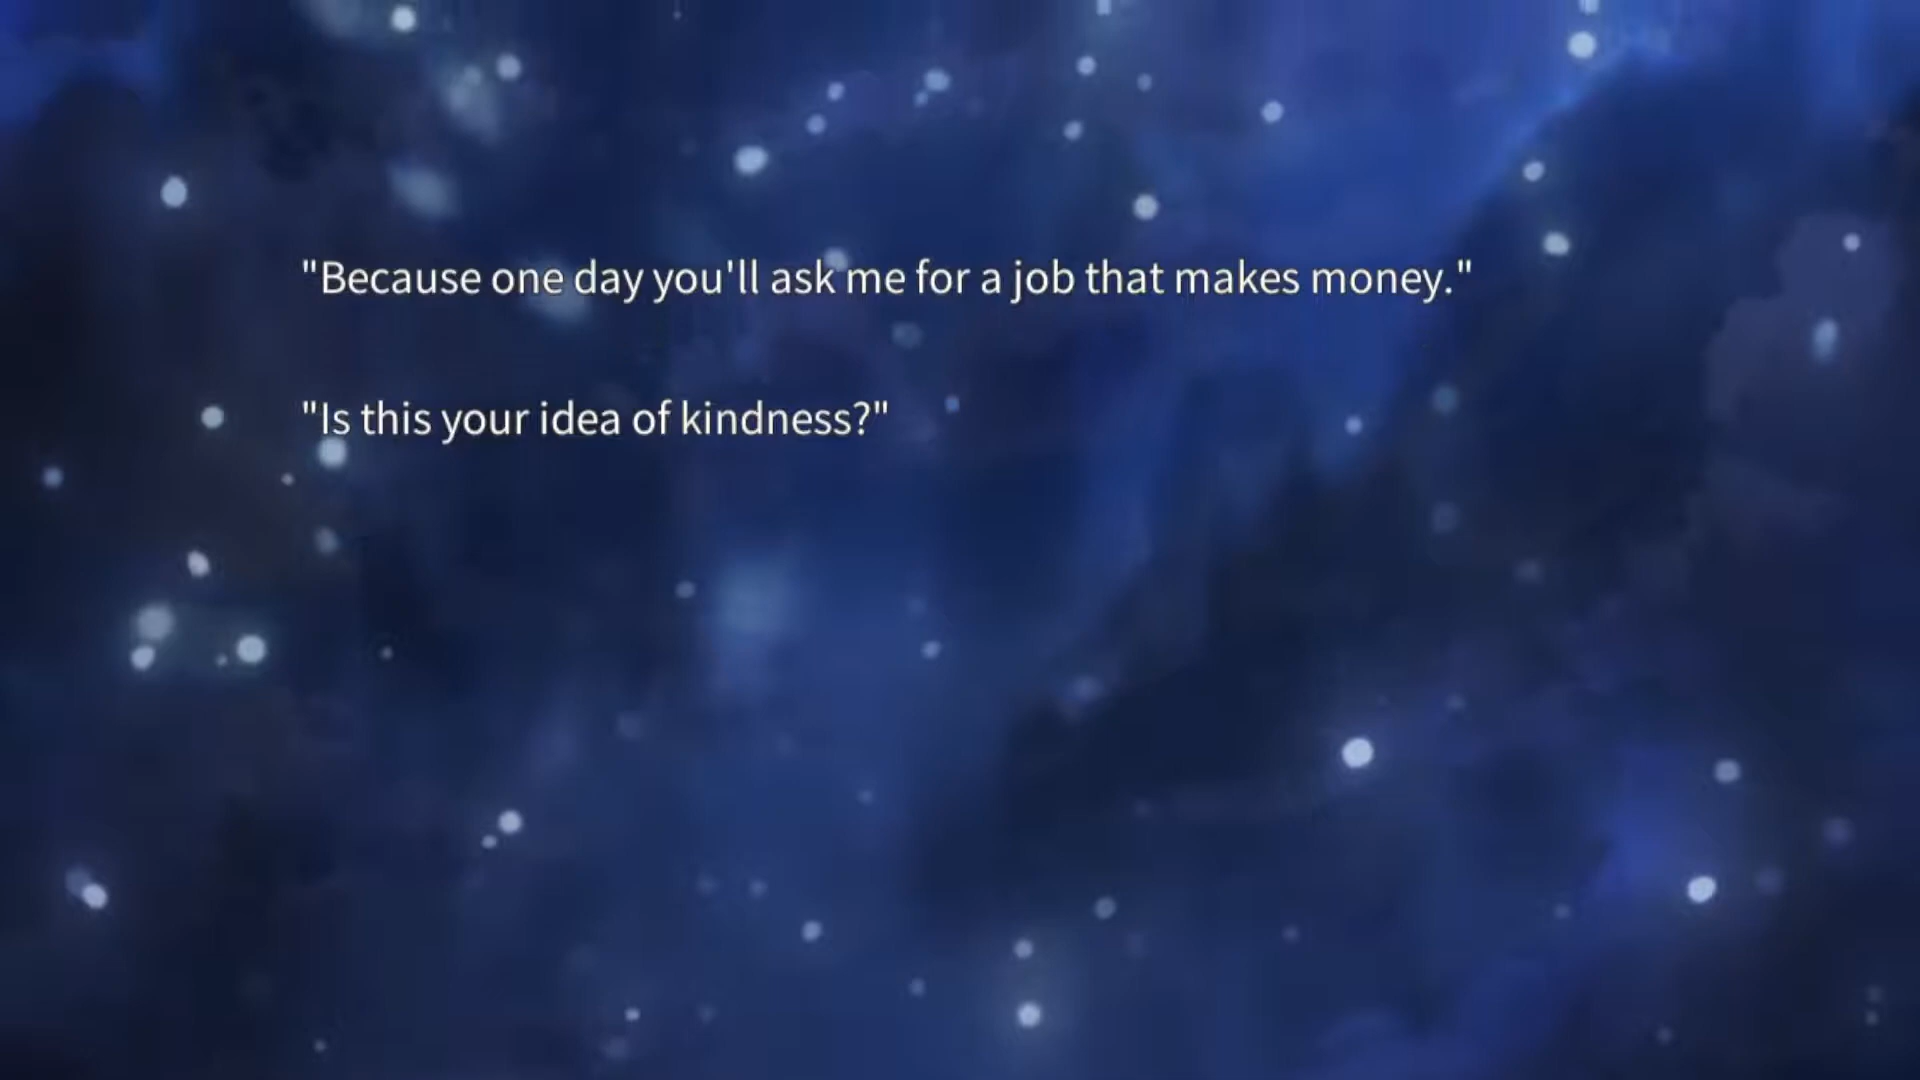 "Because one day you'll ask me for a job that makes money."
"Is this your idea of kindness?"